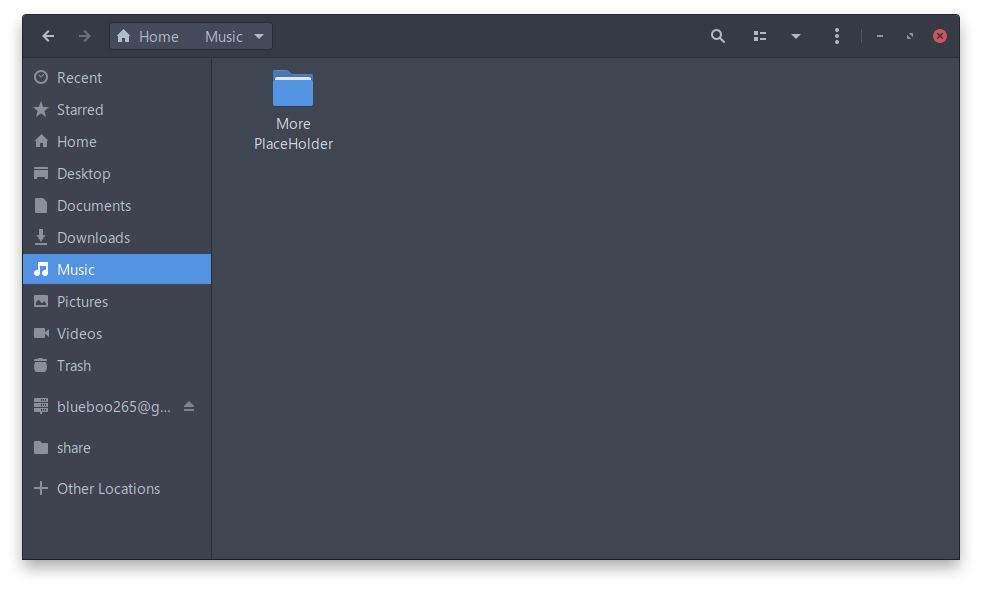 Home Music
Recent
Starred
Home
Desktop
Documents
Downloads
Music
Pictures
Videos
Trash
blueboo265@g...
share
Other Locations
More
PlaceHolder